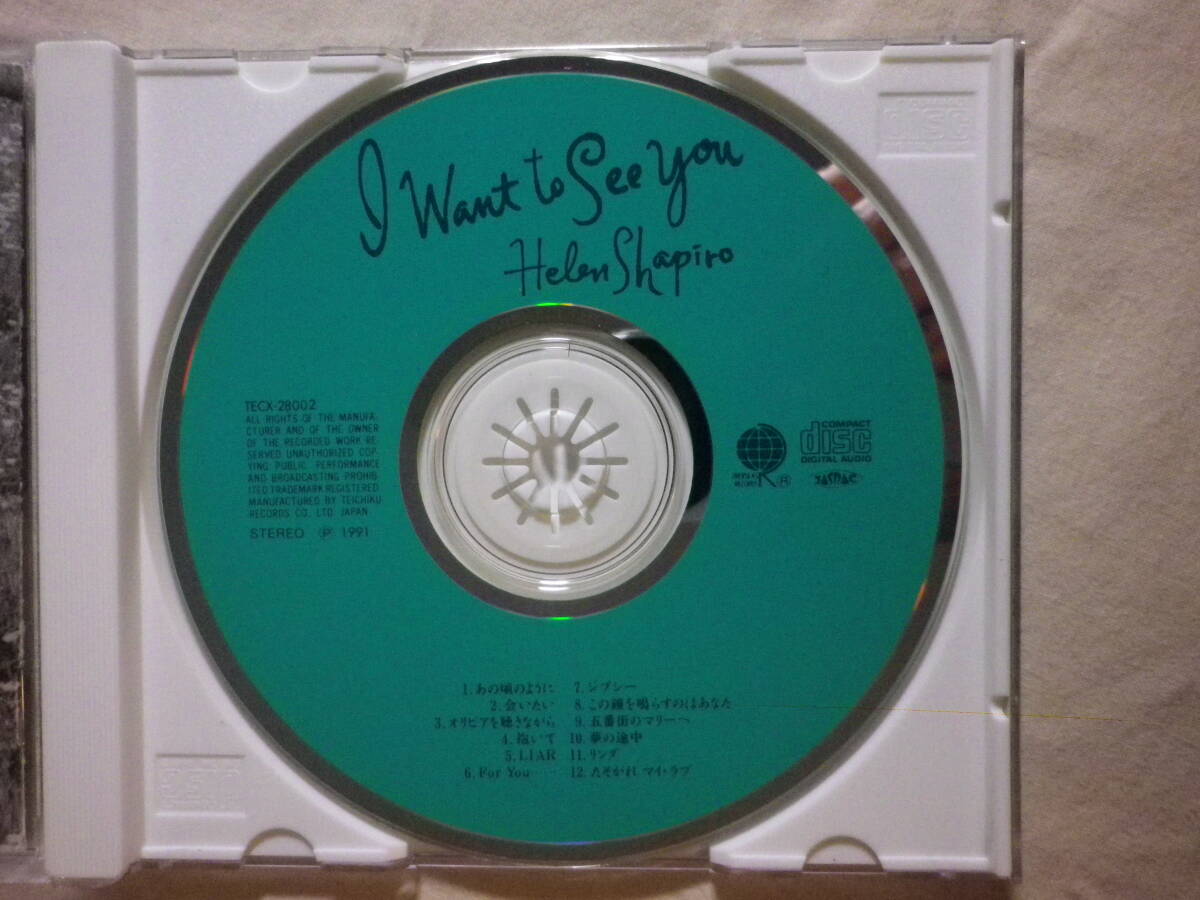 I Want to See You
Helen Shapiro
TECX-28002
ALL RIGHTS OF THE MANUFA-
CTURER AND OF THE OWNER
OF THE RECORDED WORK RE-
SERVED UNAUTHORIZED COP-
YING PUBLIC PERFORMANCE
AND BROADCASTING PROHIB-
ITED TRADEMARK REGISTERED
MANUFACTURED BY TEICHIKU
RECORDS CO., LTD. JAPAN
STEREO Ⓟ 1991
COMPACT
disc
DIGITAL AUDIO
R
JASRAC
1. あの頃のように
2. 会いたい
3. オリビアを聴きながら
4. 抱いて
5. LIAR
6. For You……
7. ジプシー
8. この鐘を鳴らすのはあなた
9. 五番街のマリーへ
10. 夢の途中
11. リンダ
12. たそがれ マイ・ラブ